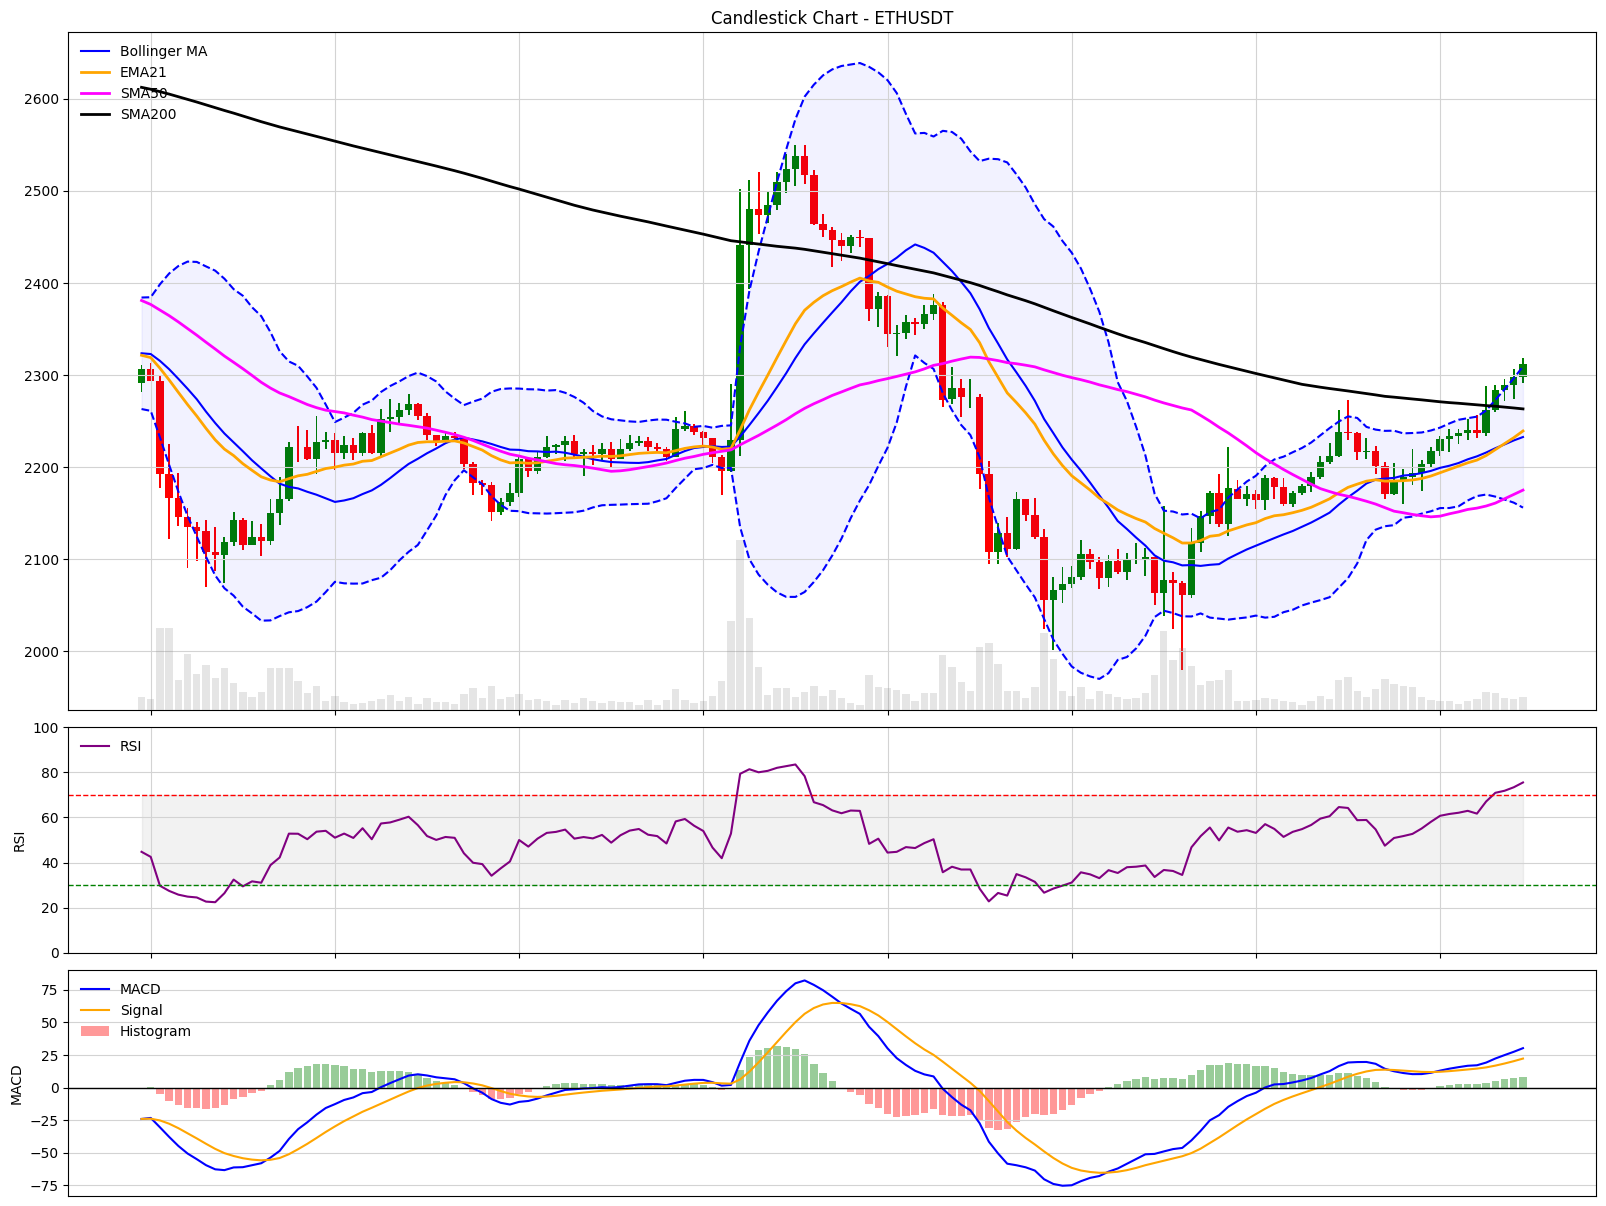 Candlestick Chart - ETHUSDT
Bollinger MA
EMA21
SMA50
SMA200
2600
2500
2400
2300
2200
2100
2000
100
80
60
40
20
0
RSI
RSI
75
50
25
0
−25
−50
−75
MACD
MACD
Signal
Histogram